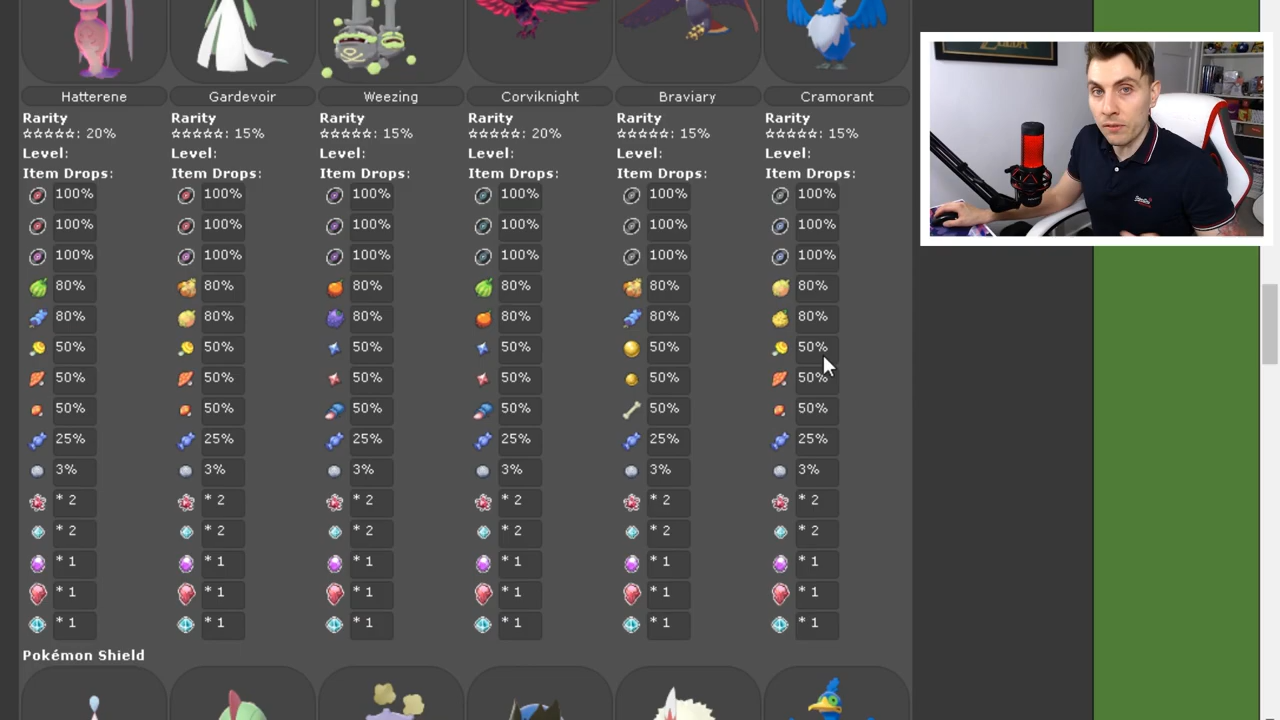 ZELDA
Hatterene Gardevoir Weezing Corviknight Braviary Cramorant
Rarity Rarity Rarity Rarity Rarity Rarity
☆☆☆☆☆: 20% ☆☆☆☆☆: 15% ☆☆☆☆☆: 15% ☆☆☆☆☆: 20% ☆☆☆☆☆: 15% ☆☆☆☆☆: 15%
Level: Level: Level: Level: Level: Level:
Item Drops: Item Drops: Item Drops: Item Drops: Item Drops: Item Drops:
100% 100% 100% 100% 100% 100%
100% 100% 100% 100% 100% 100%
100% 100% 100% 100% 100% 100%
80% 80% 80% 80% 80% 80%
80% 80% 80% 80% 80% 80%
50% 50% 50% 50% 50% 50%
50% 50% 50% 50% 50% 50%
50% 50% 50% 50% 50% 50%
25% 25% 25% 25% 25% 25%
3% 3% 3% 3% 3% 3%
* 2 * 2 * 2 * 2 * 2 * 2
* 2 * 2 * 2 * 2 * 2 * 2
* 1 * 1 * 1 * 1 * 1 * 1
* 1 * 1 * 1 * 1 * 1 * 1
* 1 * 1 * 1 * 1 * 1 * 1
Pokémon Shield